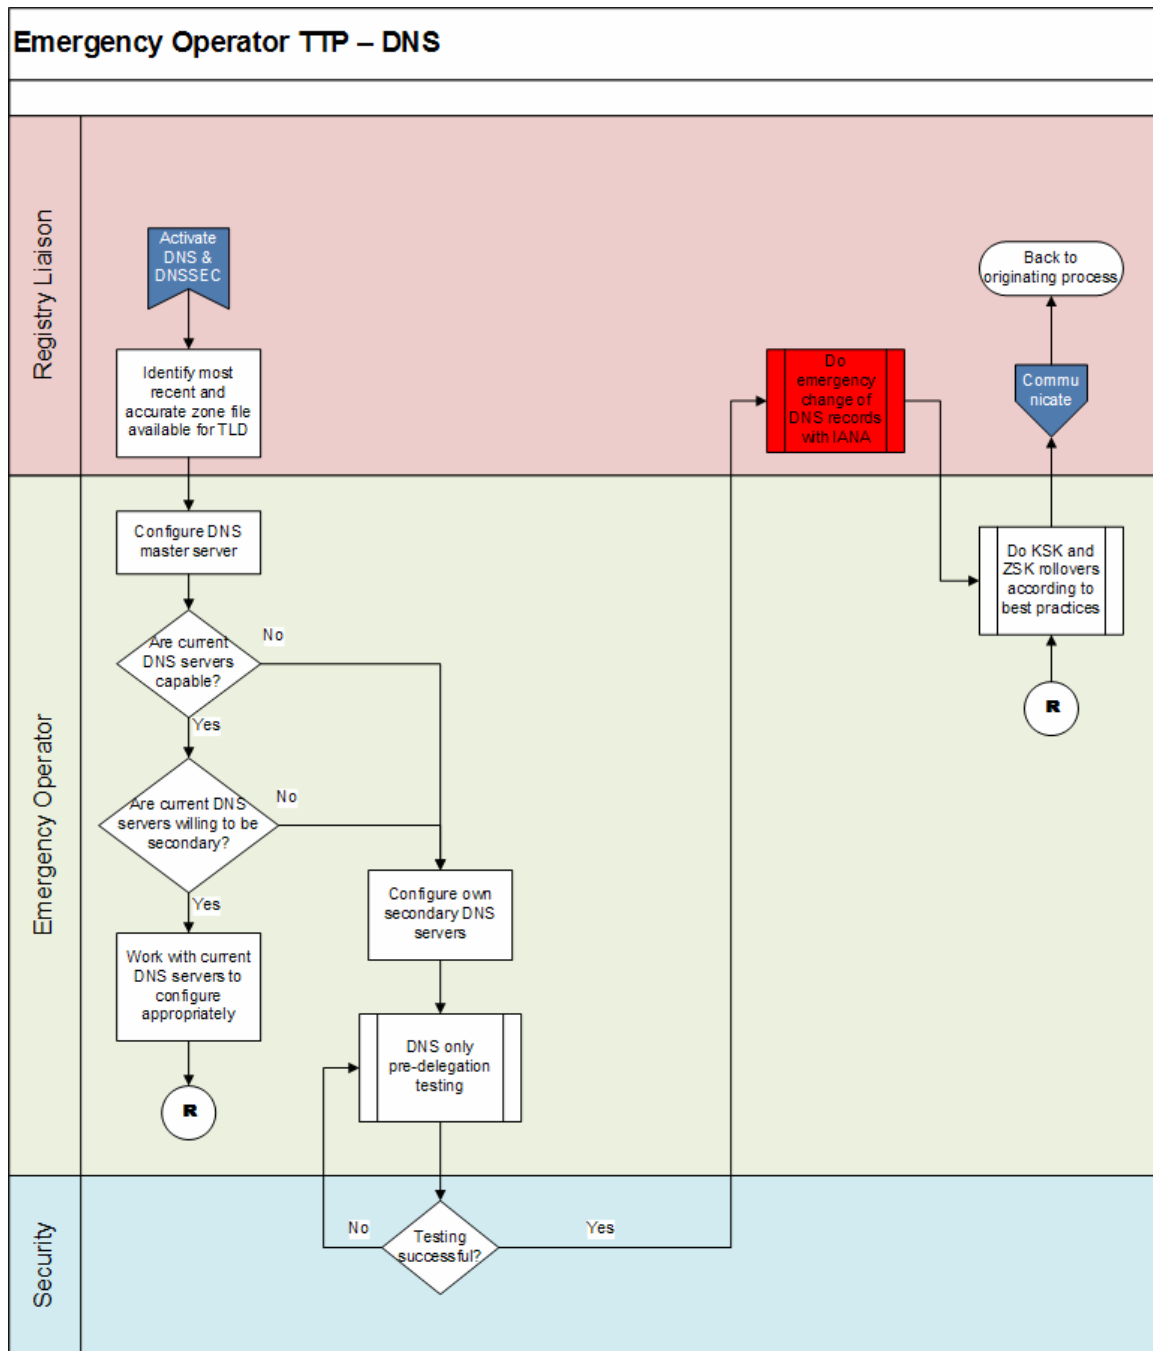 Emergency Operator TTP – DNS
Registry Liaison
Activate
DNS &
DNSSEC
Identify most
recent and
accurate zone file
available for TLD
Do
emergency
change of
DNS records
with IANA
Back to
originating process
Commu
nicate
Emergency Operator
Configure DNS
master server
Are current
DNS servers
capable?
No
Yes
Are current DNS
servers willing to be
secondary?
No
Yes
Work with current
DNS servers to
configure
appropriately
R
Configure own
secondary DNS
servers
DNS only
pre-delegation
testing
Do KSK and
ZSK rollovers
according to
best practices
R
Security
Testing
successful?
No
Yes